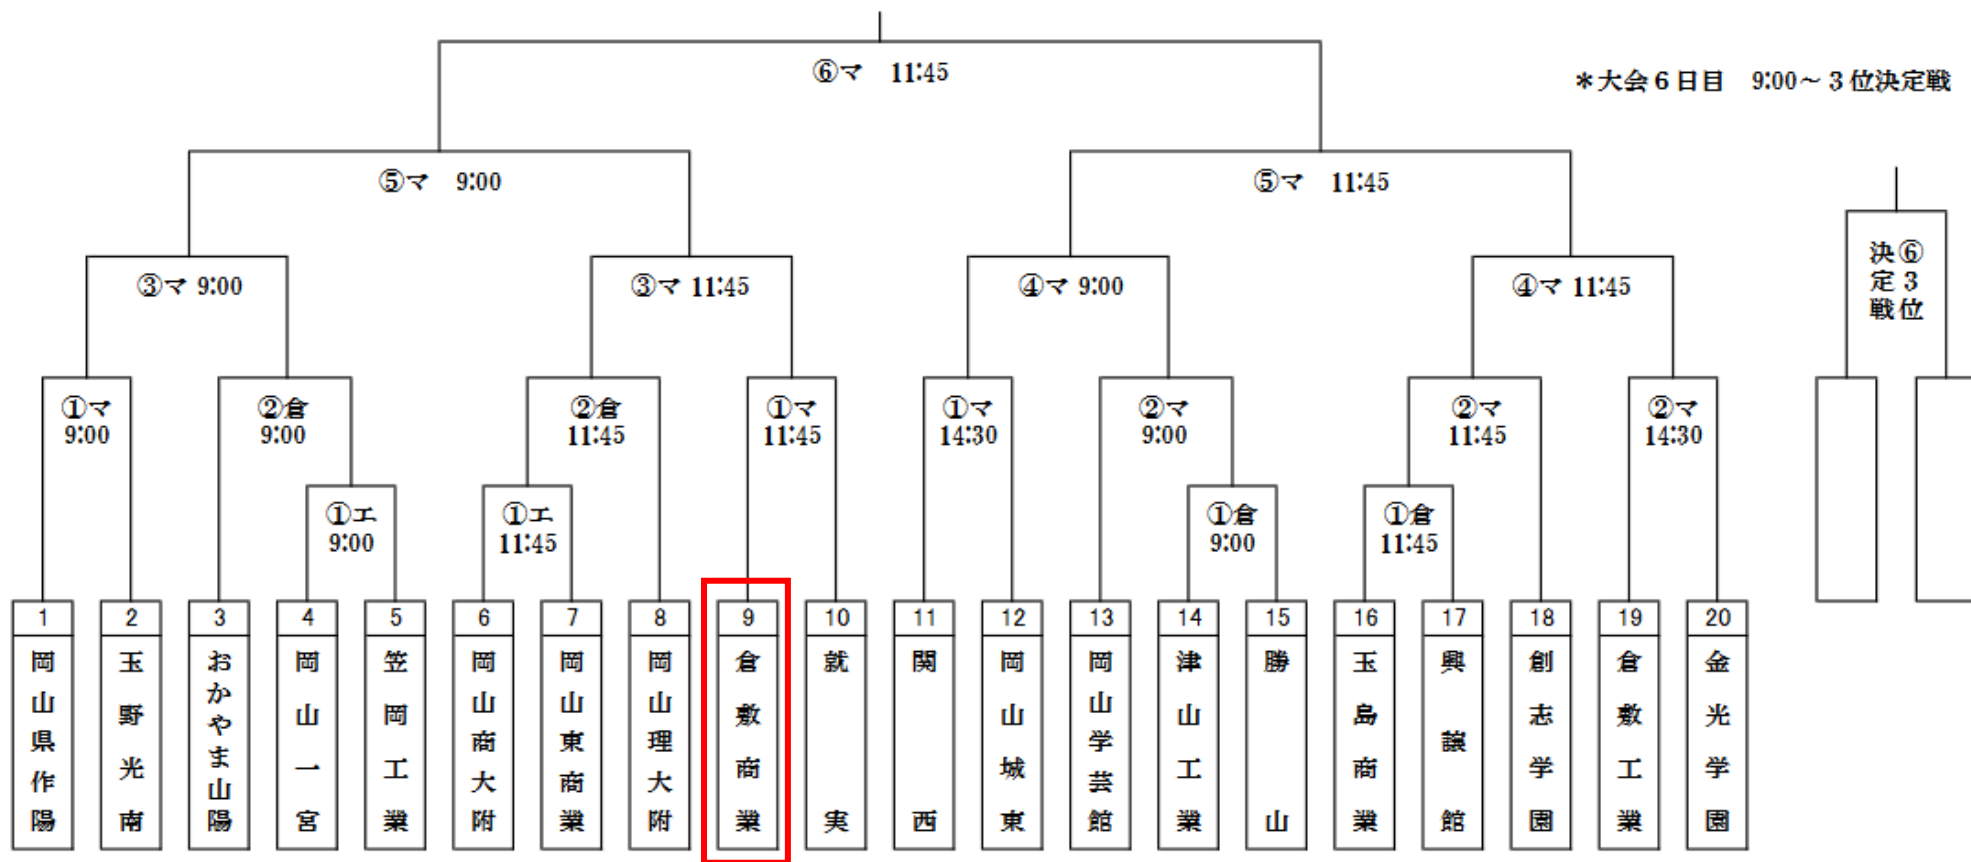 ⑥マ 11:45
*大会6日目 9:00～3位決定戦
⑤マ 9:00
⑤マ 11:45
③マ 9:00
③マ 11:45
④マ 9:00
④マ 11:45
⑥3位決定戦
①マ
9:00
②倉
9:00
②倉
11:45
①マ
11:45
①マ
14:30
②マ
9:00
②マ
11:45
②マ
14:30
①エ
9:00
①エ
11:45
①倉
9:00
①倉
11:45
1
岡山県作陽
2
玉野光南
3
おかやま山陽
4
岡山一宮
5
笠岡工業
6
岡山商大附
7
岡山東商業
8
岡山理大附
9
倉敷商業
10
就実
11
関西
12
岡山城東
13
岡山学芸館
14
津山工業
15
勝山
16
玉島商業
17
興譲館
18
創志学園
19
倉敷工業
20
金光学園